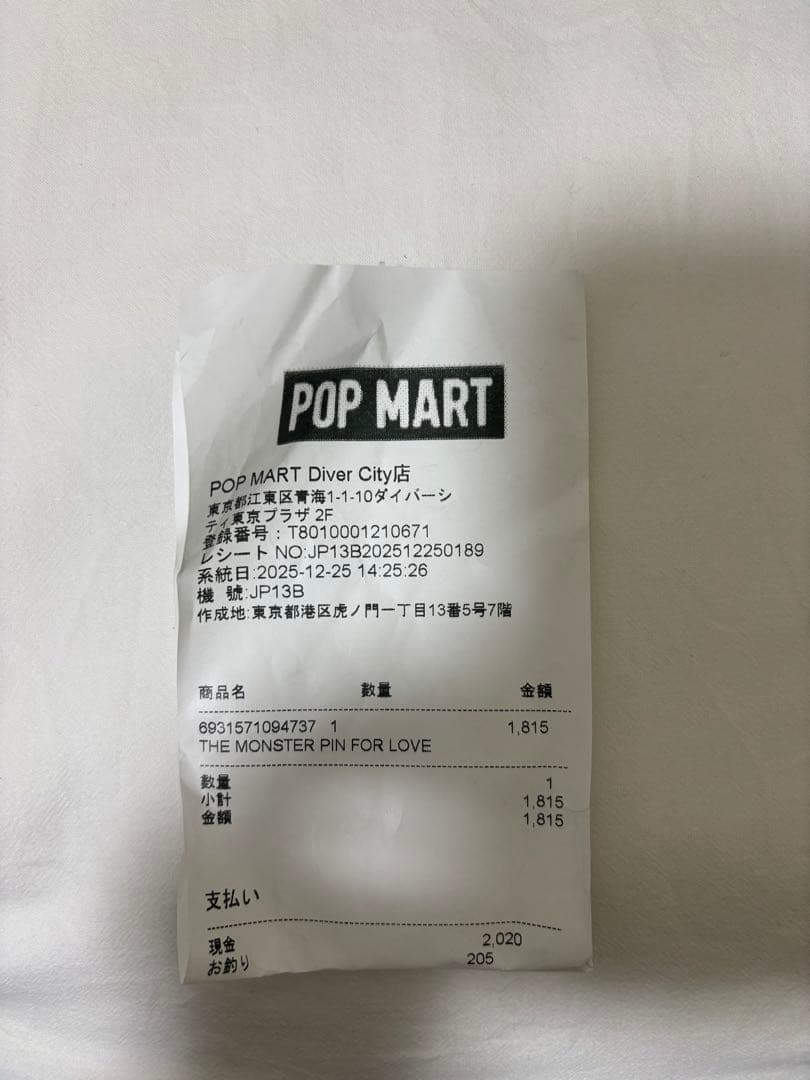 POP MART
POP MART Diver City店
東京都江東区青海1-1-10ダイバーシ
ティ東京プラザ 2F
登録番号：T8010001210671
レシート NO:JP13B202512250189
系統日:2025-12-25 14:25:26
機 號:JP13B
作成地:東京都港区虎ノ門一丁目13番5号7階
商品名 數量 金額
6931571094737 1 1,815
THE MONSTER PIN FOR LOVE
数量 1
小計 1,815
金額 1,815
支払い
現金 2,020
お釣り 205